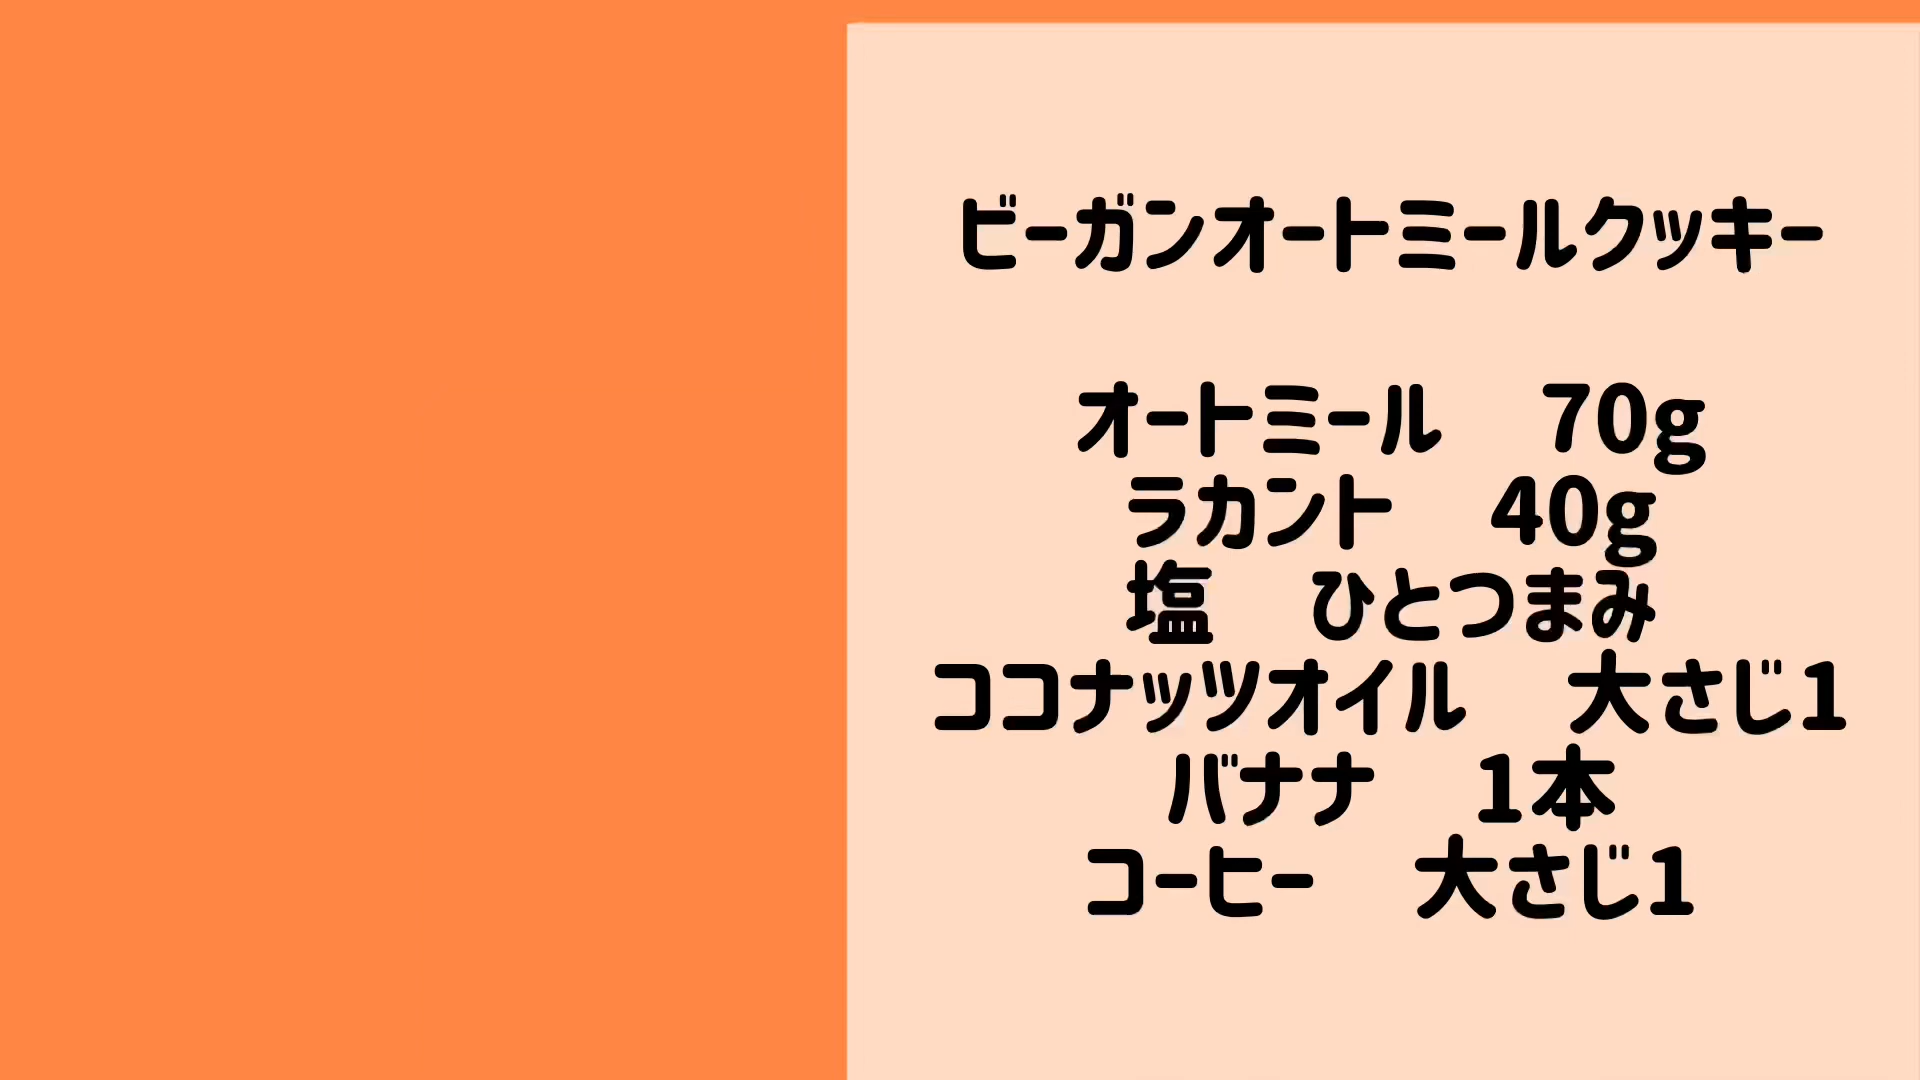 ビーガンオートミールクッキー
オートミール　70g
ラカント　40g
塩　ひとつまみ
ココナッツオイル　大さじ1
バナナ　1本
コーヒー　大さじ1